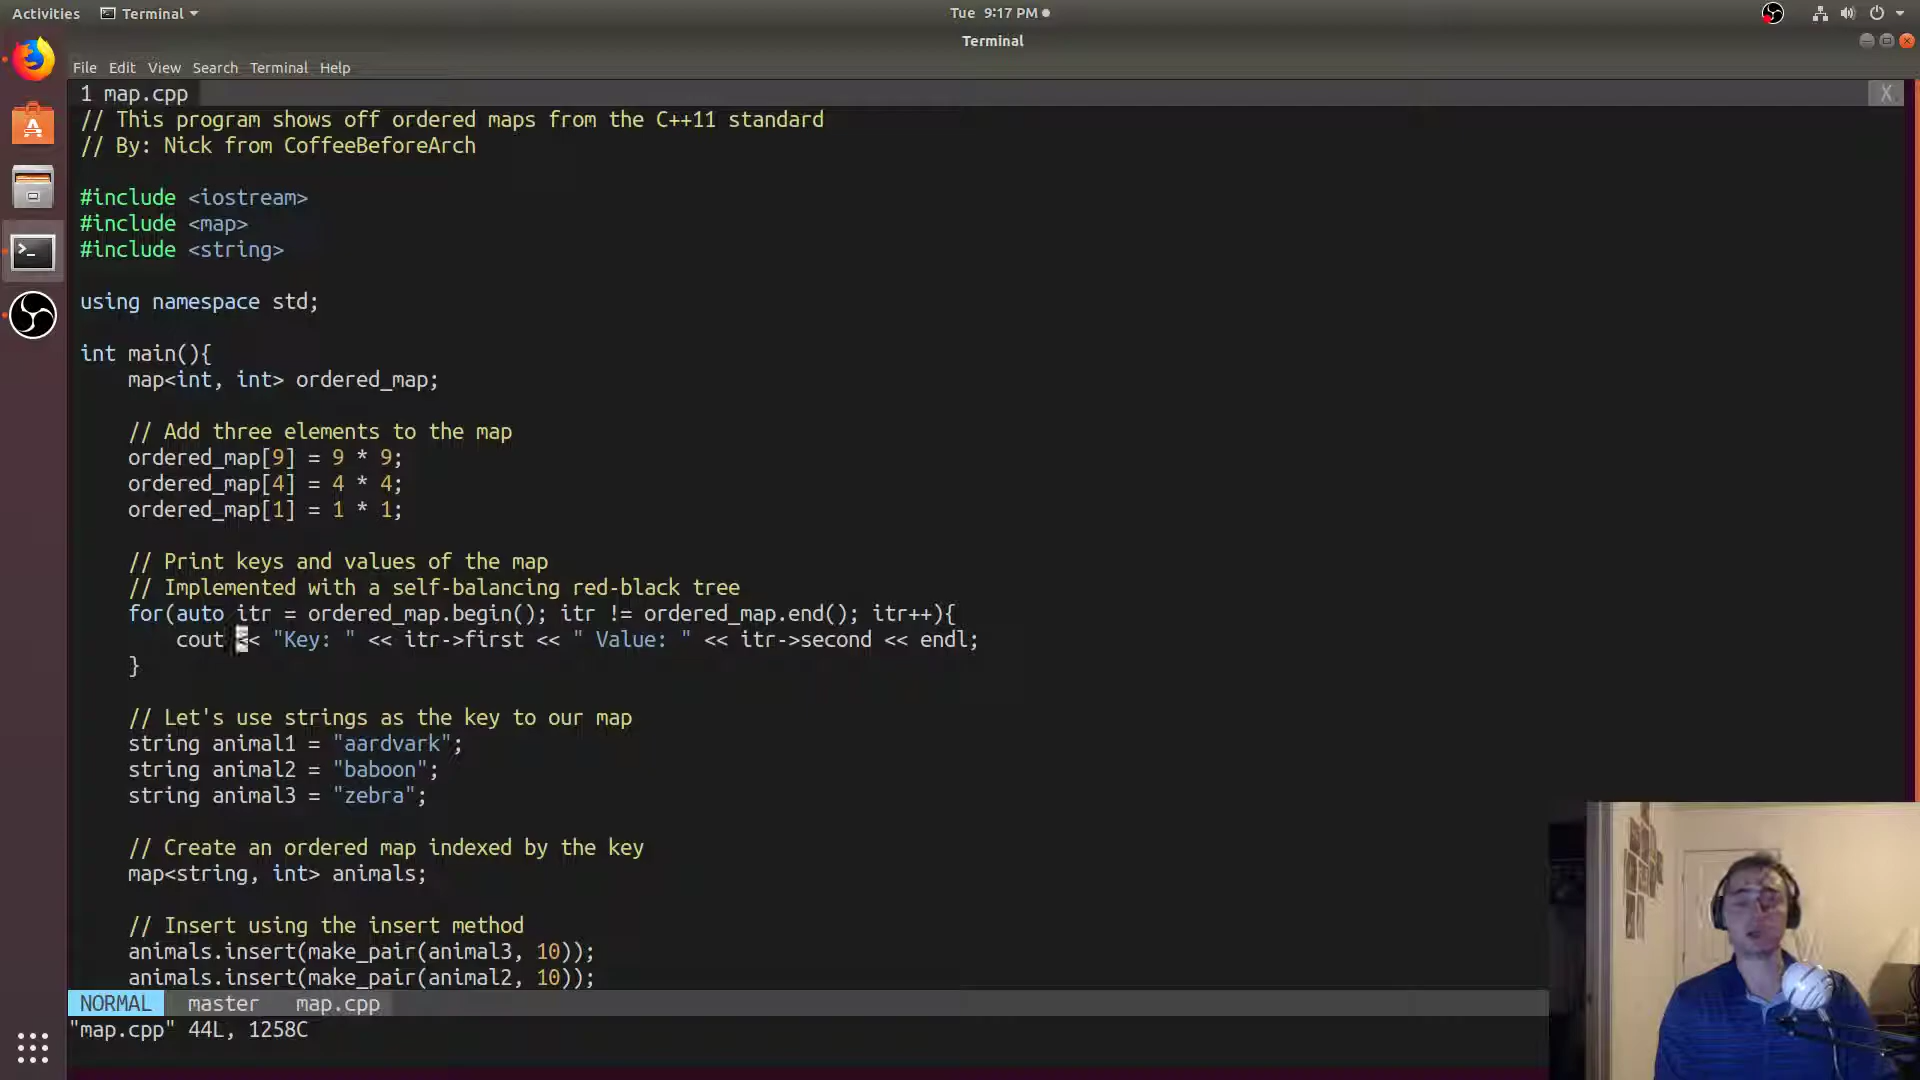 Activities Terminal Tue 9:17 PM
Terminal
File Edit View Search Terminal Help
1 map.cpp X
// This program shows off ordered maps from the C++11 standard
// By: Nick from CoffeeBeforeArch
#include <iostream>
#include <map>
#include <string>
using namespace std;
int main(){
map<int, int> ordered_map;
// Add three elements to the map
ordered_map[9] = 9 * 9;
ordered_map[4] = 4 * 4;
ordered_map[1] = 1 * 1;
// Print keys and values of the map
// Implemented with a self-balancing red-black tree
for(auto itr = ordered_map.begin(); itr != ordered_map.end(); itr++){
cout << "Key: " << itr->first << " Value: " << itr->second << endl;
}
// Let's use strings as the key to our map
string animal1 = "aardvark";
string animal2 = "baboon";
string animal3 = "zebra";
// Create an ordered map indexed by the key
map<string, int> animals;
// Insert using the insert method
animals.insert(make_pair(animal3, 10));
animals.insert(make_pair(animal2, 10));
NORMAL master map.cpp
"map.cpp" 44L, 1258C